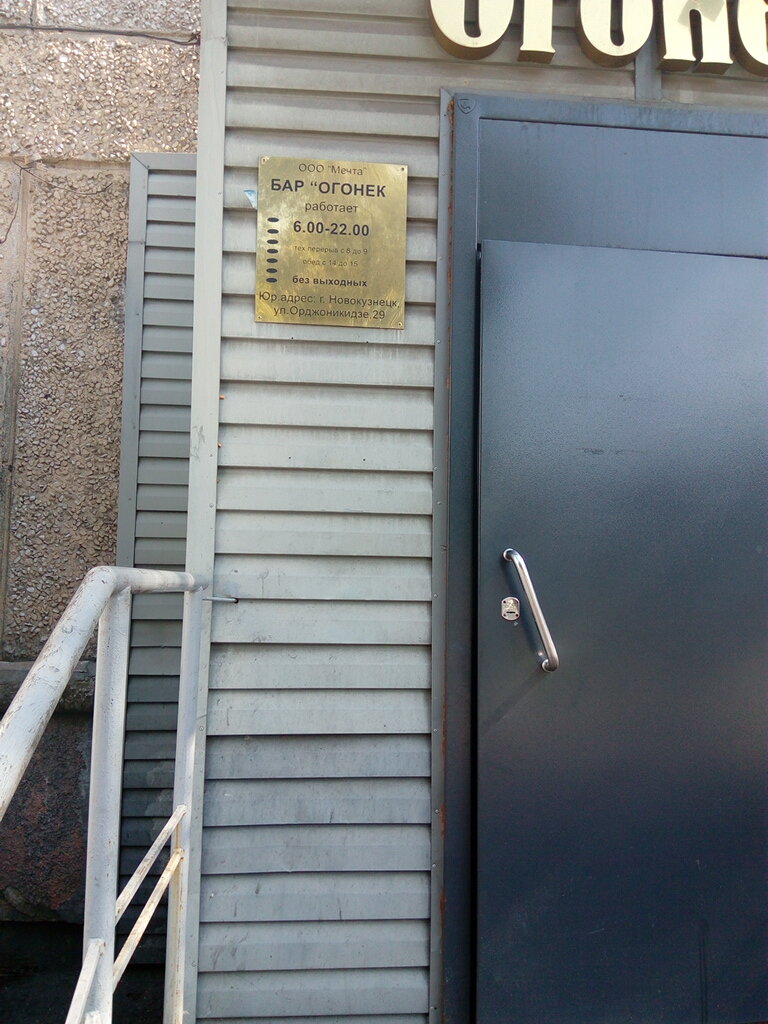 Огоне
ООО "Мечта"
БАР "ОГОНЕК
работает
6.00-22.00
тех перерыв с 8 до 9
обед с 14 до 15
без выходных
Юр адрес: г. Новокузнецк,
ул.Орджоникидзе.29